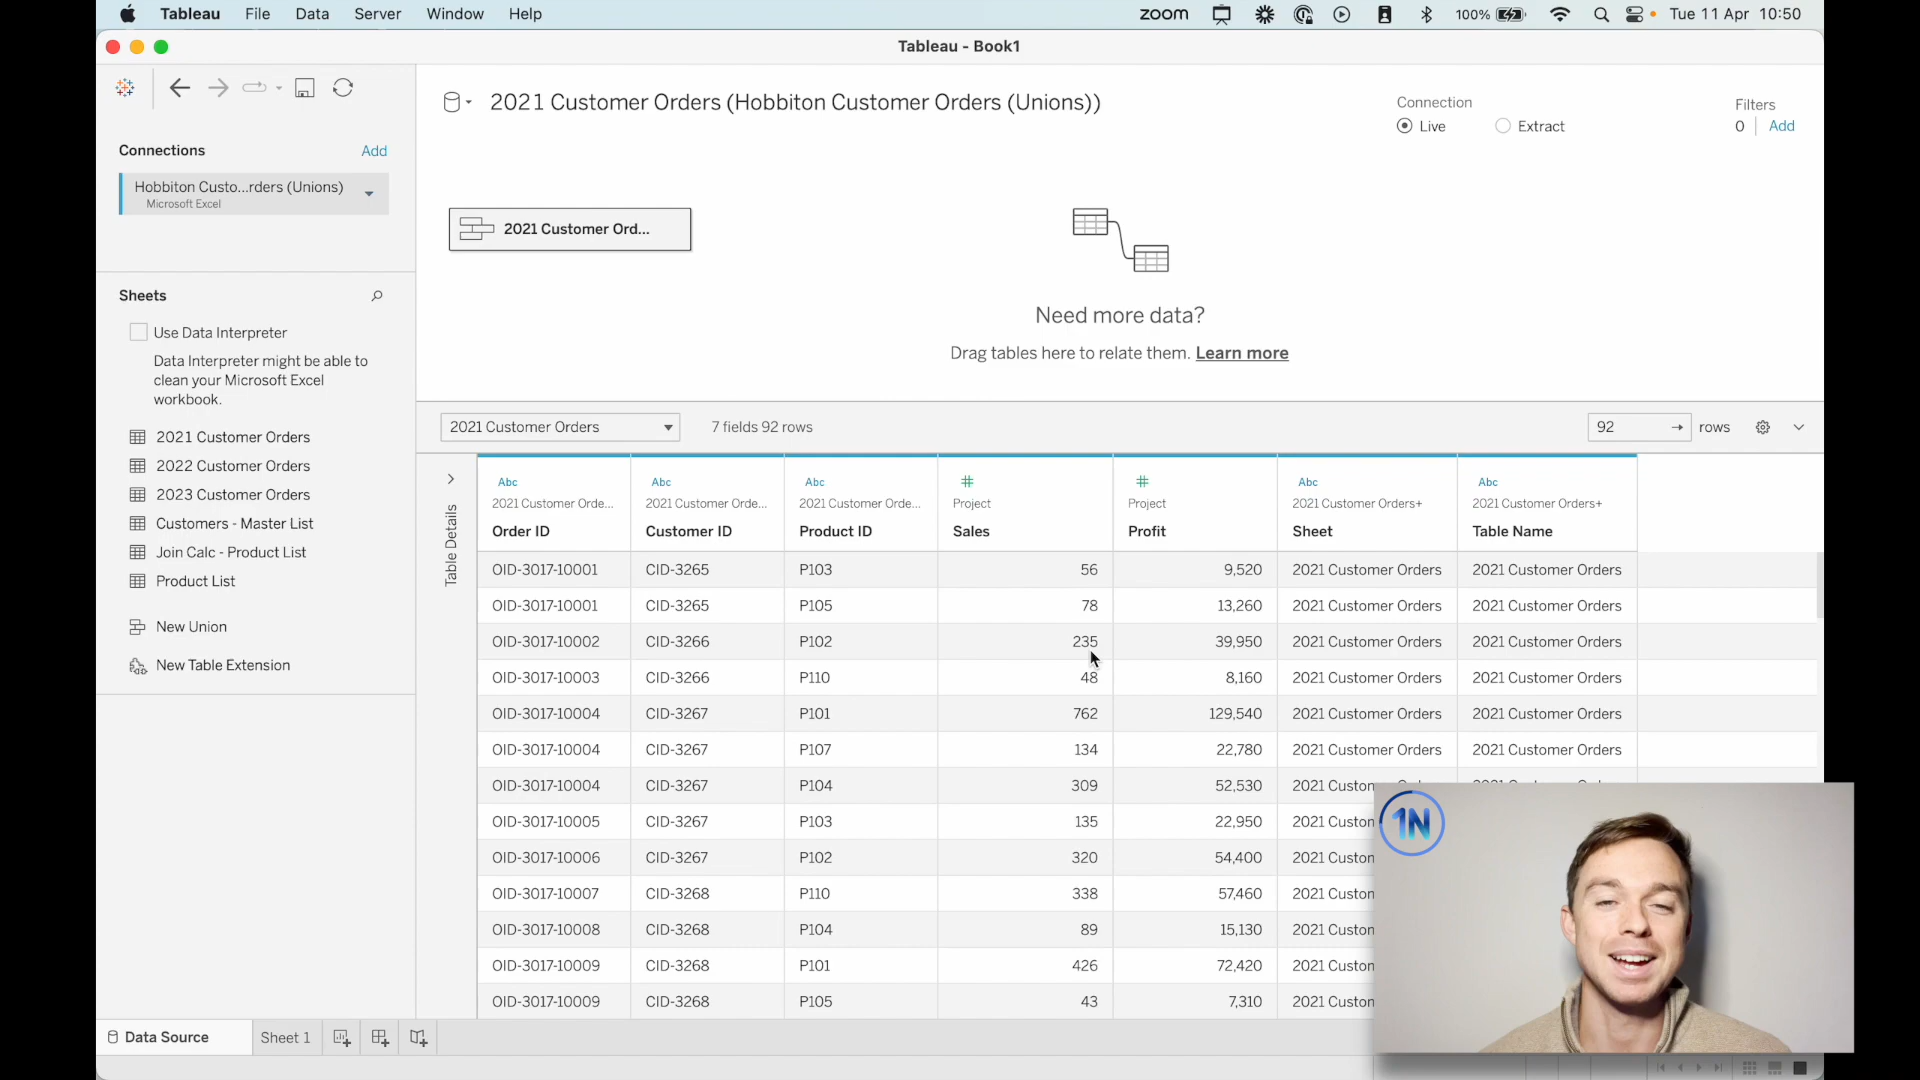 Tableau File Data Server Window Help zoom 100% Tue 11 Apr 10:50
Tableau - Book1
2021 Customer Orders (Hobbiton Customer Orders (Unions))
Connection
Live Extract
Filters
0 Add
Connections Add
Hobbiton Custo...rders (Unions)
Microsoft Excel
2021 Customer Ord...
Need more data?
Drag tables here to relate them. Learn more
Sheets
Use Data Interpreter
Data Interpreter might be able to
clean your Microsoft Excel
workbook.
2021 Customer Orders
2022 Customer Orders
2023 Customer Orders
Customers - Master List
Join Calc - Product List
Product List
New Union
New Table Extension
2021 Customer Orders 7 fields 92 rows 92 → rows
Table Details
Abc Abc Abc # # Abc Abc
2021 Customer Orde... 2021 Customer Orde... 2021 Customer Orde... Project Project 2021 Customer Orders+ 2021 Customer Orders+
Order ID Customer ID Product ID Sales Profit Sheet Table Name
OID-3017-10001 CID-3265 P103 56 9,520 2021 Customer Orders 2021 Customer Orders
OID-3017-10001 CID-3265 P105 78 13,260 2021 Customer Orders 2021 Customer Orders
OID-3017-10002 CID-3266 P102 235 39,950 2021 Customer Orders 2021 Customer Orders
OID-3017-10003 CID-3266 P110 48 8,160 2021 Customer Orders 2021 Customer Orders
OID-3017-10004 CID-3267 P101 762 129,540 2021 Customer Orders 2021 Customer Orders
OID-3017-10004 CID-3267 P107 134 22,780 2021 Customer Orders 2021 Customer Orders
OID-3017-10004 CID-3267 P104 309 52,530 2021 Custom
OID-3017-10005 CID-3267 P103 135 22,950 2021 Custon
OID-3017-10006 CID-3267 P102 320 54,400 2021 Custon
OID-3017-10007 CID-3268 P110 338 57,460 2021 Custon
OID-3017-10008 CID-3268 P104 89 15,130 2021 Custon
OID-3017-10009 CID-3268 P101 426 72,420 2021 Custon
OID-3017-10009 CID-3268 P105 43 7,310 2021 Custon
1N
Data Source Sheet 1